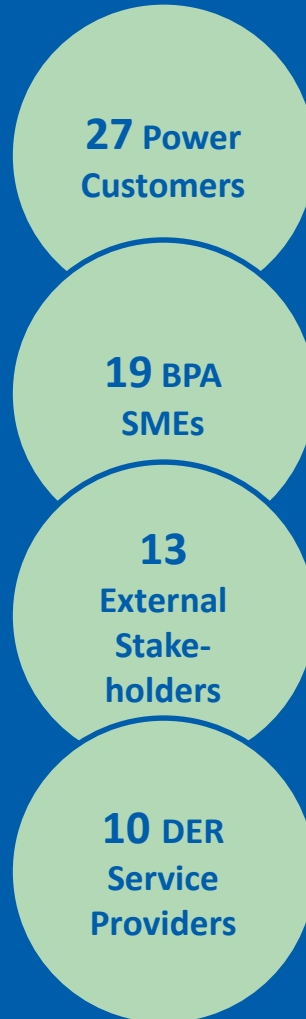 27 Power
Customers
19 BPA
SMEs
13
External
Stake-
holders
10 DER
Service
Providers